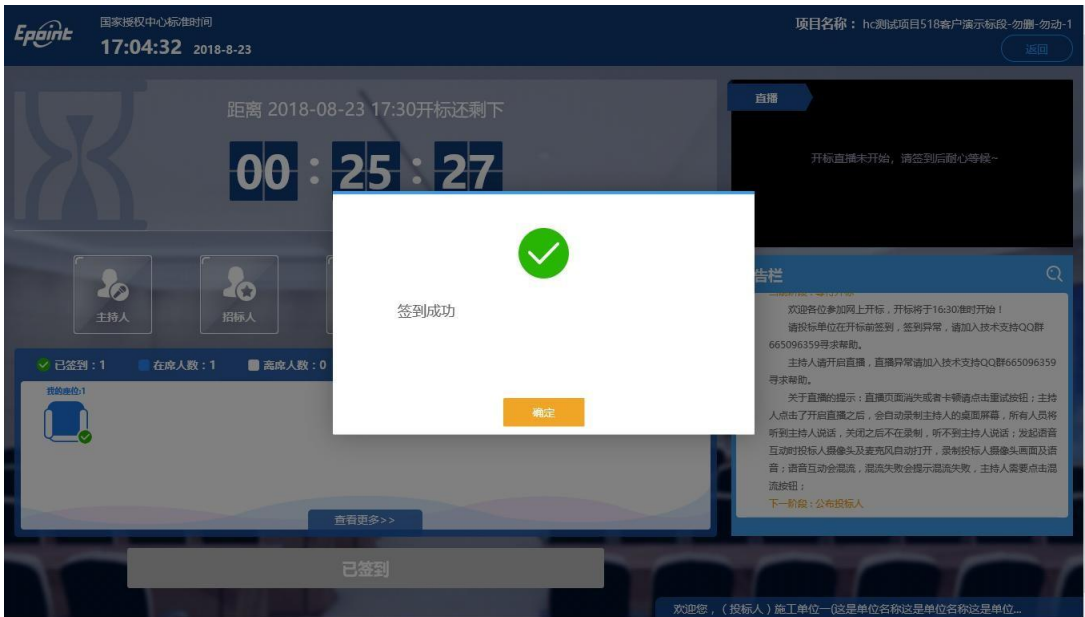 Epoint
国家授权中心标准时间
17:04:32 2018-8-23
项目名称：hc测试项目518客户演示标段-勿删-勿动-1
返回
距离 2018-08-23 17:30开标还剩下
00 : 25 : 27
直播
开标直播未开始，请签到后耐心等候~
签到成功
确定
主持人
招标人
已签到：1 在席人数：1 离席人数：0
我的座位:1
查看更多>>
已签到
告栏
欢迎各位参加网上开标，开标将于16:30准时开始！
请投标单位在开标前签到，签到异常，请加入技术支持QQ群
665096359寻求帮助。
主持人请开启直播，直播异常请加入技术支持QQ群665096359
寻求帮助。
关于直播的提示：直播页面消失或者卡顿请点击重试按钮；主持
人点击了开启直播之后，会自动录制主持人的桌面屏幕，所有人员将
听到主持人说话，关闭之后不在录制，听不到主持人说话；发起语音
互动时投标人摄像头及麦克风自动打开，录制投标人摄像头画面及语
音；语音互动会混流，混流失败会提示混流失败，主持人需要点击混
流按钮；
下一阶段：公布投标人
欢迎您，（投标人）施工单位一(这是单位名称这是单位名称这是单位...